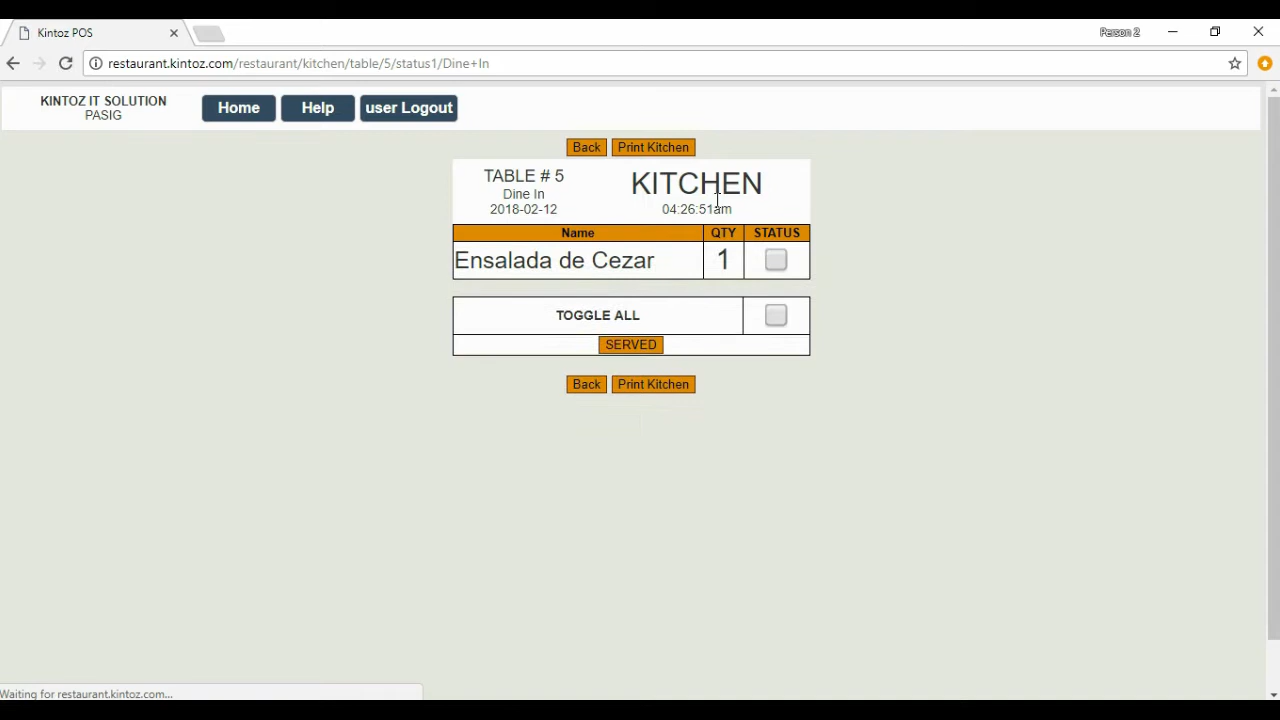 Kintoz POS
Person 2
restaurant.kintoz.com/restaurant/kitchen/table/5/status1/Dine+In
KINTOZ IT SOLUTION
PASIG
Home Help user Logout
Back Print Kitchen
TABLE # 5
Dine In
2018-02-12
KITCHEN
04:26:51am
Name QTY STATUS
Ensalada de Cezar 1
TOGGLE ALL
SERVED
Back Print Kitchen
Waiting for restaurant.kintoz.com...